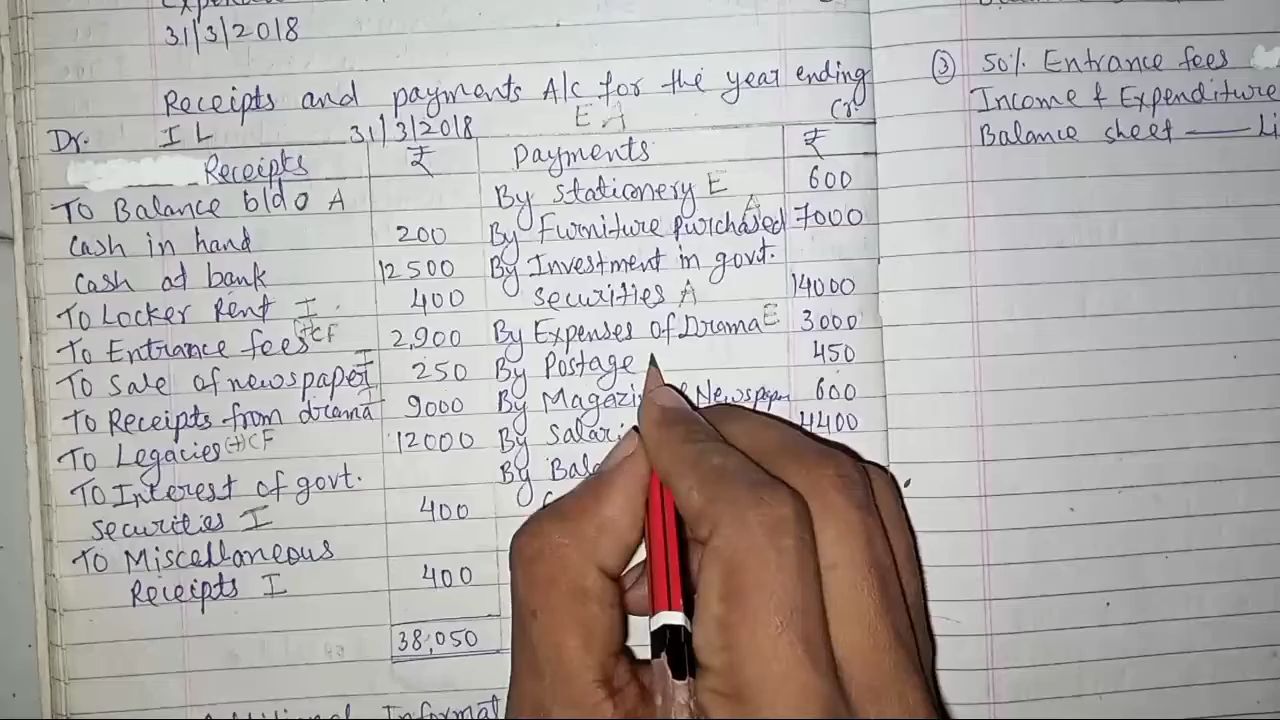 31/3/2018
Receipts and payments A/c for the year ending
Dr. I L 31/3/2018 E A Cr.
Receipts ₹ Payments ₹
To Balance b/d O A By Stationery E 600
Cash in hand 200 By Furniture Purchased A 7000
Cash at bank 12500 By Investment in govt.
To Locker Rent I 400 Securities A 14000
To Entrance fees (+) CF 2,900 By Expenses of Drama E 3000
To Sale of newspaper I 250 By Postage 450
To Receipts from drama I 9000 By Newspaper 600
To Legacies (+) CF 12000 By 4400
To Interest of govt. By
Securities I 400
To Miscellaneous
Receipts I 400
38,050
③ 50% Entrance fees
Income & Expenditure
Balance sheet —